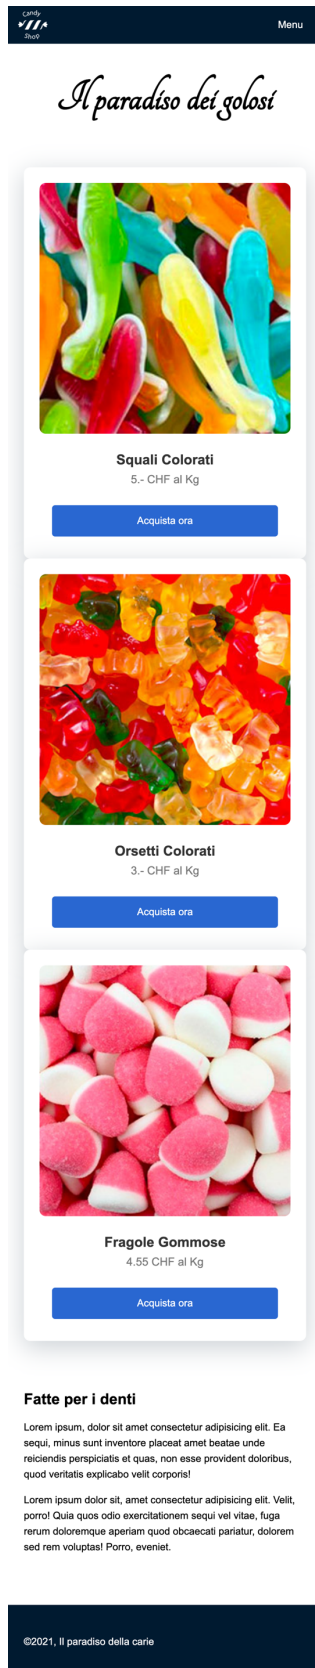 Candy
Shop
Menu
Il paradiso dei golosi
Squali Colorati
5.- CHF al Kg
Acquista ora
Orsetti Colorati
3.- CHF al Kg
Acquista ora
Fragole Gommose
4.55 CHF al Kg
Acquista ora
Fatte per i denti
Lorem ipsum, dolor sit amet consectetur adipisicing elit. Ea
sequi, minus sunt inventore placeat amet beatae unde
reiciendis perspiciatis et quas, non esse provident doloribus,
quod veritatis explicabo velit corporis!
Lorem ipsum dolor sit, amet consectetur adipisicing elit. Velit,
porro! Quia quos odio exercitationem sequi vel vitae, fuga
rerum doloremque aperiam quod obcaecati pariatur, dolorem
sed rem voluptas! Porro, eveniet.
©2021, Il paradiso della carie